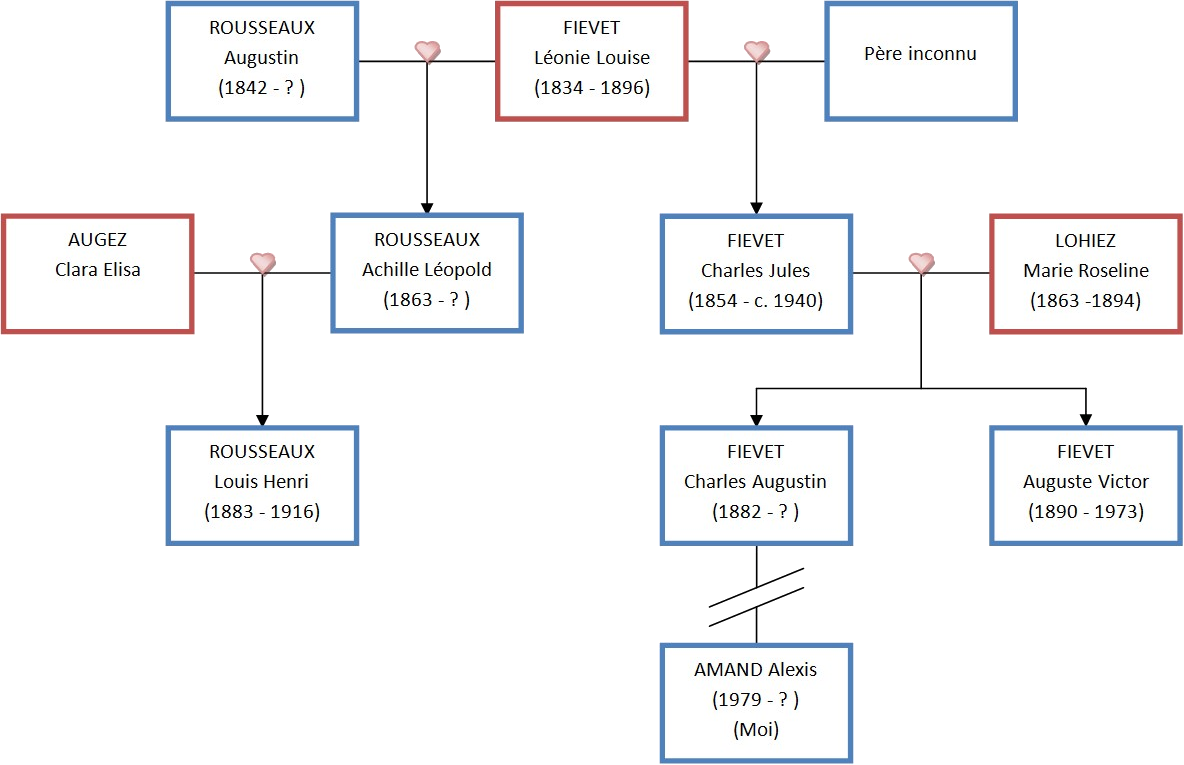 ROUSSEAUX
Augustin
(1842 - ? )
FIEVET
Léonie Louise
(1834 - 1896)
Père inconnu
AUGEZ
Clara Elisa
ROUSSEAUX
Achille Léopold
(1863 - ? )
FIEVET
Charles Jules
(1854 - c. 1940)
LOHIEZ
Marie Roseline
(1863 -1894)
ROUSSEAUX
Louis Henri
(1883 - 1916)
FIEVET
Charles Augustin
(1882 - ? )
FIEVET
Auguste Victor
(1890 - 1973)
AMAND Alexis
(1979 - ? )
(Moi)